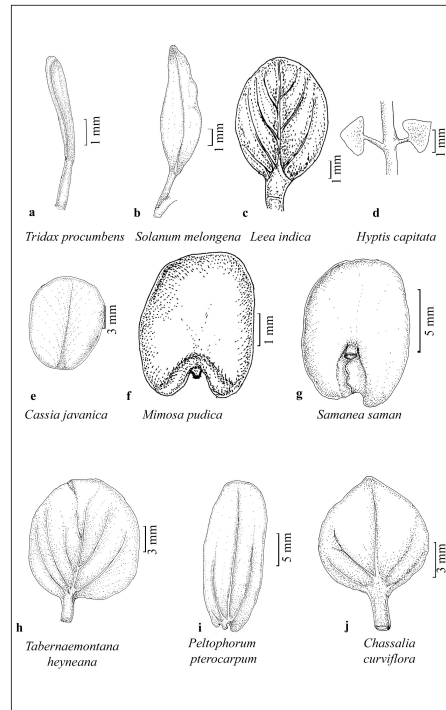 1 mm
1 mm
1 mm
1 mm
a b c d
Tridax procumbens Solanum melongena Leea indica Hyptis capitata
3 mm
1 mm
5 mm
e f g
Cassia javanica Mimosa pudica Samanea saman
3 mm
5 mm
3 mm
h i j
Tabernaemontana Peltophorum Chassalia
heyneana pterocarpum curviflora